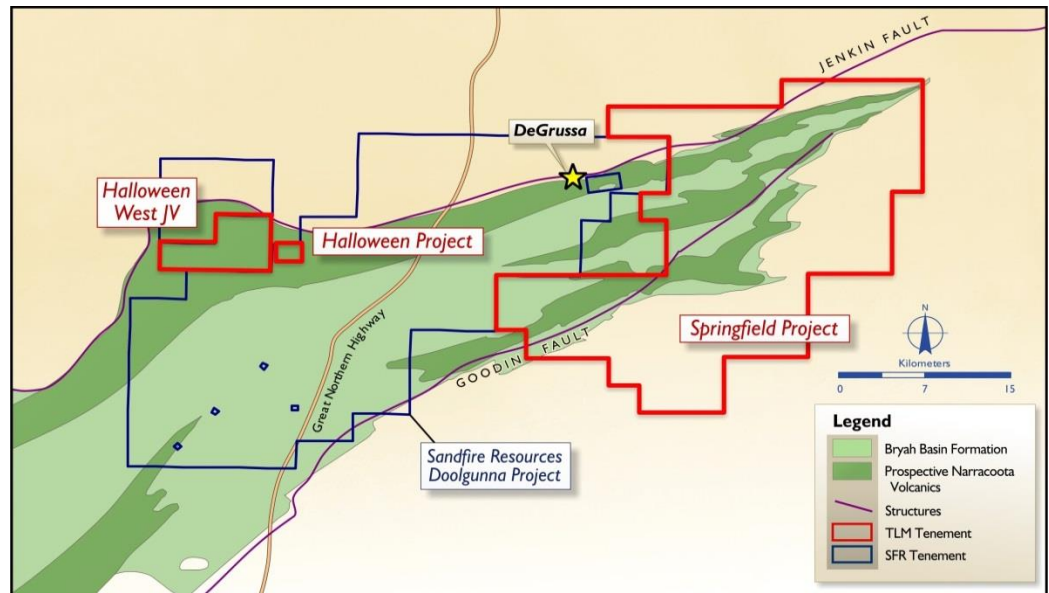 JENKIN FAULT
DeGrussa
Halloween
West JV
Halloween Project
Great Northern Highway
Springfield Project
GOODIN FAULT
Sandfire Resources
Doolgunna Project
N
Kilometers
0 7 15
Legend
Bryah Basin Formation
Prospective Narracoota
Volcanics
Structures
TLM Tenement
SFR Tenement